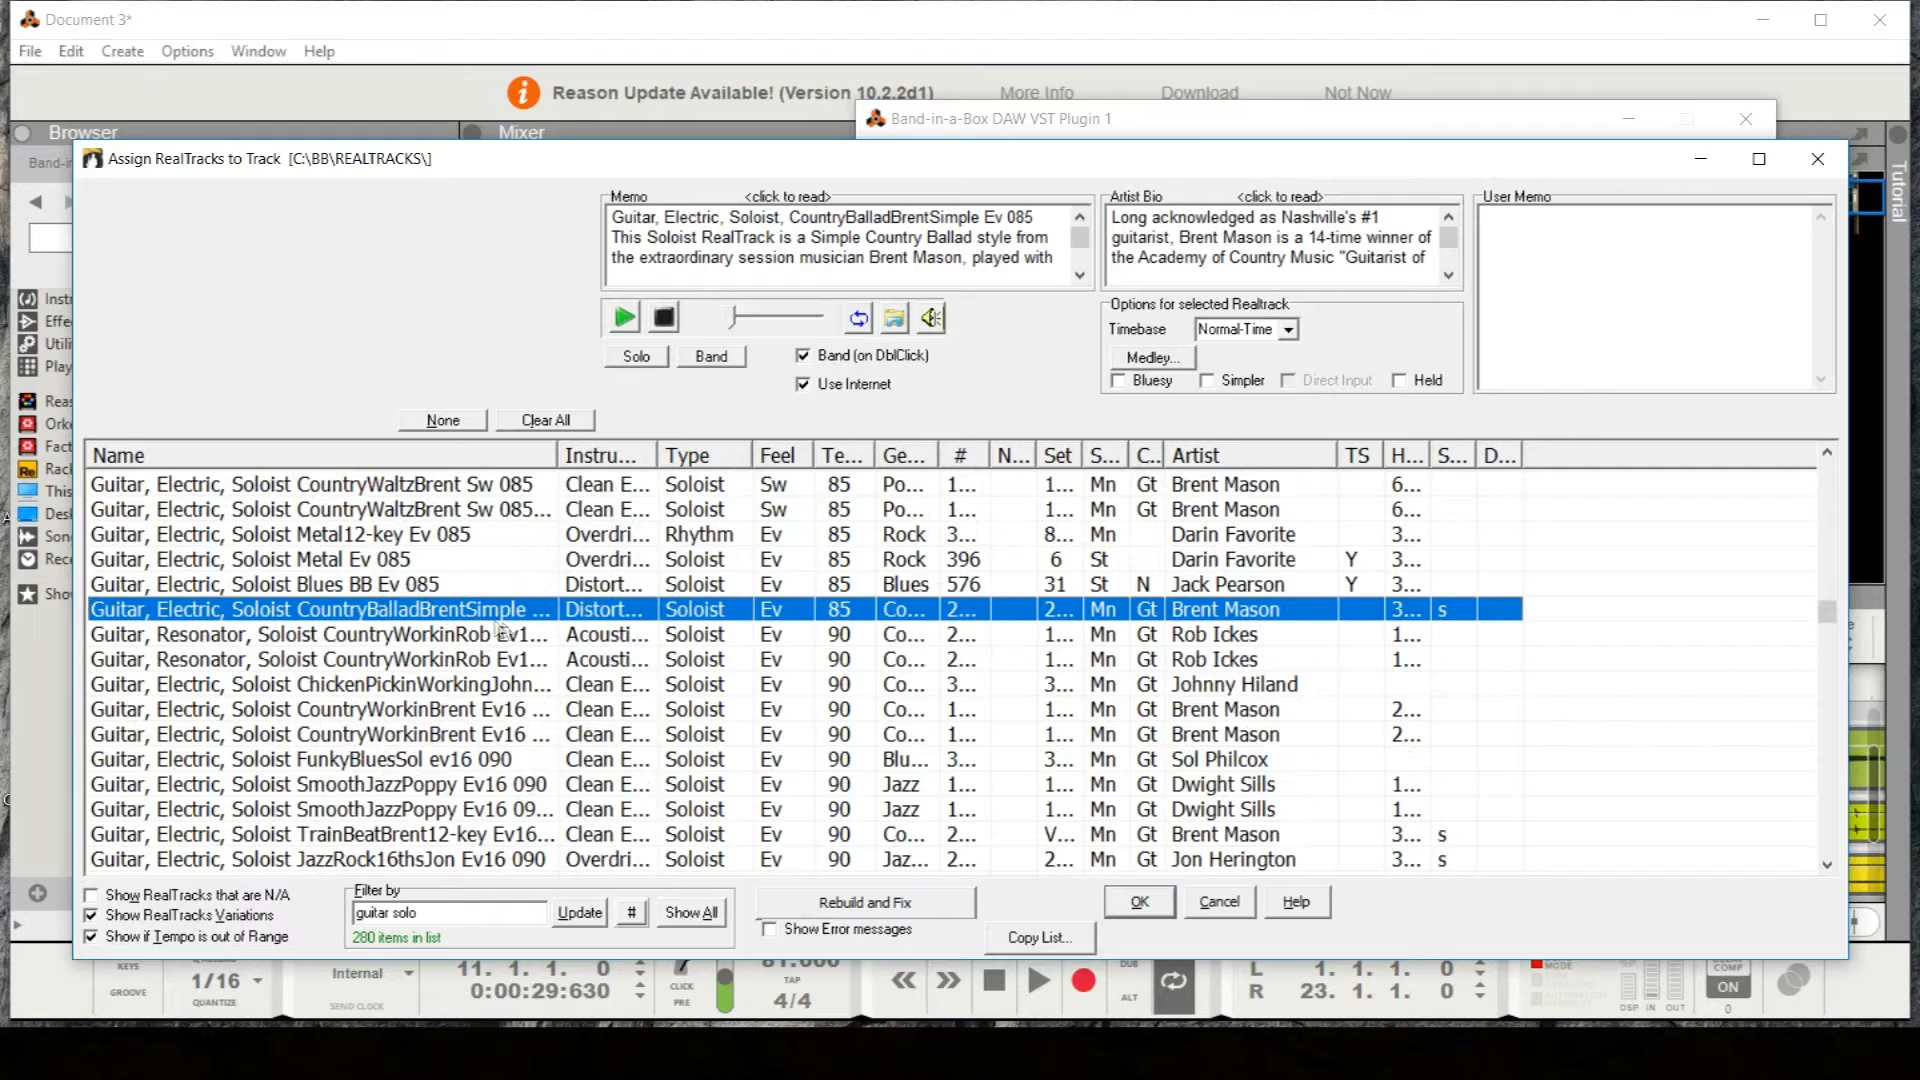 Document 3*
File Edit Create Options Window Help
Reason Update Available! (Version 10.2.2d1) More Info Download Not Now
Band-in-a-Box DAW VST Plugin 1
Browser Mixer
Assign RealTracks to Track [C:\BB\REALTRACKS\]
Tutorial
Memo <click to read>
Guitar, Electric, Soloist, CountryBalladBrentSimple Ev 085
This Soloist RealTrack is a Simple Country Ballad style from
the extraordinary session musician Brent Mason, played with
Artist Bio <click to read>
Long acknowledged as Nashville's #1
guitarist, Brent Mason is a 14-time winner of
the Academy of Country Music "Guitarist of
User Memo
Solo Band
Band (on DblClick)
Use Internet
Options for selected Realtrack
Timebase Normal-Time
Medley...
Bluesy Simpler Direct Input Held
None Clear All
Name Instru... Type Feel Te... Ge... # N... Set S... C.. Artist TS H... S... D...
Guitar, Electric, Soloist CountryWaltzBrent Sw 085 Clean E... Soloist Sw 85 Po... 1... 1... Mn Gt Brent Mason 6...
Guitar, Electric, Soloist CountryWaltzBrent Sw 085... Clean E... Soloist Sw 85 Po... 1... 1... Mn Gt Brent Mason 6...
Guitar, Electric, Soloist Metal12-key Ev 085 Overdri... Rhythm Ev 85 Rock 3... 8... Mn Darin Favorite 3...
Guitar, Electric, Soloist Metal Ev 085 Overdri... Soloist Ev 85 Rock 396 6 St Darin Favorite Y 3...
Guitar, Electric, Soloist Blues BB Ev 085 Distort... Soloist Ev 85 Blues 576 31 St N Jack Pearson Y 3...
Guitar, Electric, Soloist CountryBalladBrentSimple ... Distort... Soloist Ev 85 Co... 2... 2... Mn Gt Brent Mason 3... s
Guitar, Resonator, Soloist CountryWorkinRob Ev1... Acousti... Soloist Ev 90 Co... 2... 1... Mn Gt Rob Ickes 1...
Guitar, Resonator, Soloist CountryWorkinRob Ev1... Acousti... Soloist Ev 90 Co... 2... 1... Mn Gt Rob Ickes 1...
Guitar, Electric, Soloist ChickenPickinWorkingJohn... Clean E... Soloist Ev 90 Co... 3... 3... Mn Gt Johnny Hiland
Guitar, Electric, Soloist CountryWorkinBrent Ev16 ... Clean E... Soloist Ev 90 Co... 1... 1... Mn Gt Brent Mason 2...
Guitar, Electric, Soloist CountryWorkinBrent Ev16 ... Clean E... Soloist Ev 90 Co... 1... 1... Mn Gt Brent Mason 2...
Guitar, Electric, Soloist FunkyBluesSol ev16 090 Clean E... Soloist Ev 90 Blu... 3... 3... Mn Gt Sol Philcox
Guitar, Electric, Soloist SmoothJazzPoppy Ev16 090 Clean E... Soloist Ev 90 Jazz 1... 1... Mn Gt Dwight Sills 1...
Guitar, Electric, Soloist SmoothJazzPoppy Ev16 09... Clean E... Soloist Ev 90 Jazz 1... 1... Mn Gt Dwight Sills 1...
Guitar, Electric, Soloist TrainBeatBrent12-key Ev16... Clean E... Soloist Ev 90 Co... 2... V... Mn Gt Brent Mason 3... s
Guitar, Electric, Soloist JazzRock16thsJon Ev16 090 Overdri... Soloist Ev 90 Jaz... 2... 2... Mn Gt Jon Herington 3... s
Show RealTracks that are N/A
Show RealTracks Variations
Show if Tempo is out of Range
Filter by
guitar solo Update # Show All
280 items in list
Rebuild and Fix
Show Error messages
Copy List...
OK Cancel Help
KEYS
GROOVE
1/16
QUANTIZE
Internal
SEND CLOCK
11. 1. 1. 0
0:00:29:630
CLICK
PRE
TAP
4/4
DUB
ALT
L 1. 1. 1. 0
R 23. 1. 1. 0
MODE
DSP IN OUT
COMP
ON
0